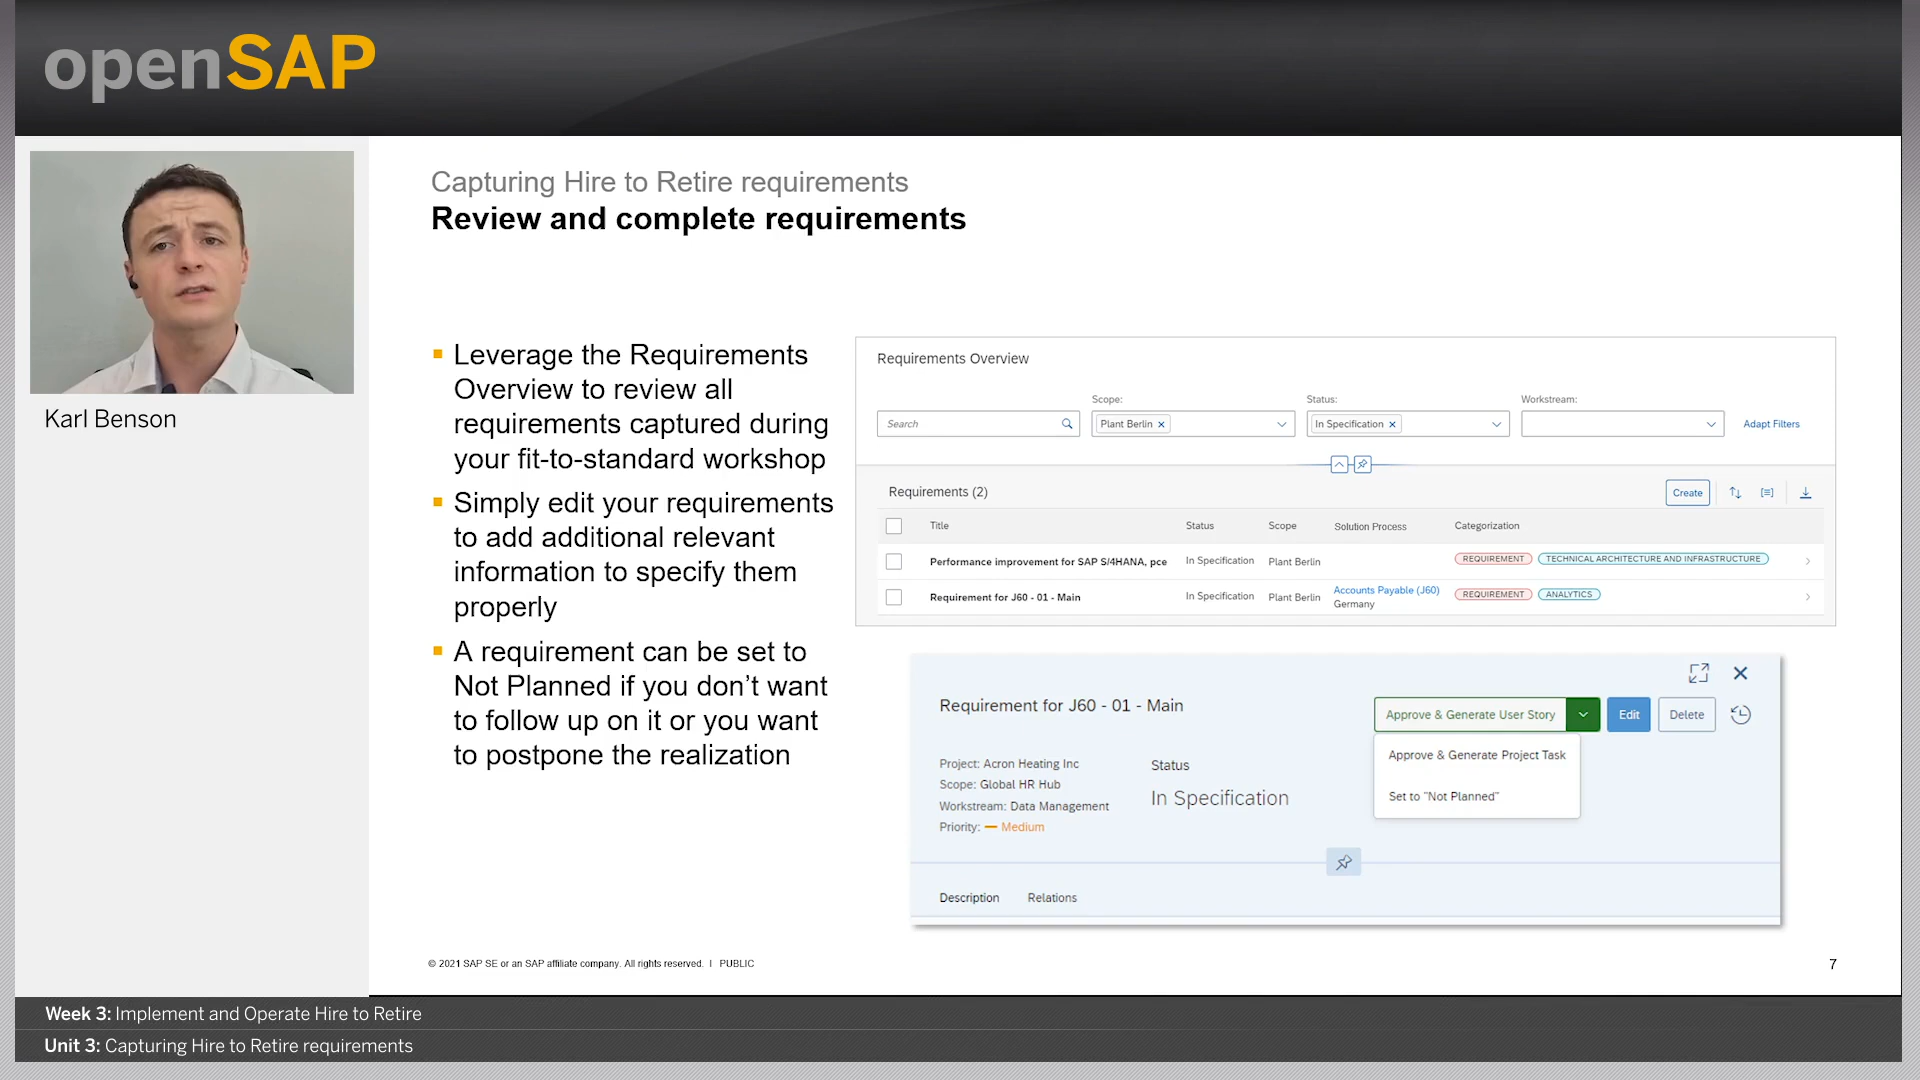 openSAP
Karl Benson
Capturing Hire to Retire requirements
Review and complete requirements
Leverage the Requirements
Overview to review all
requirements captured during
your fit-to-standard workshop
Simply edit your requirements
to add additional relevant
information to specify them
properly
A requirement can be set to
Not Planned if you don’t want
to follow up on it or you want
to postpone the realization
Requirements Overview
Scope: Status: Workstream:
Search Plant Berlin In Specification Adapt Filters
Requirements (2) Create
Title Status Scope Solution Process Categorization
Performance improvement for SAP S/4HANA, pce In Specification Plant Berlin REQUIREMENT TECHNICAL ARCHITECTURE AND INFRASTRUCTURE
Requirement for J60 - 01 - Main In Specification Plant Berlin Accounts Payable (J60) REQUIREMENT ANALYTICS
Germany
Requirement for J60 - 01 - Main Approve & Generate User Story Edit Delete
Approve & Generate Project Task
Set to "Not Planned"
Project: Acron Heating Inc
Scope: Global HR Hub
Workstream: Data Management
Priority: Medium
Status
In Specification
Description Relations
© 2021 SAP SE or an SAP affiliate company. All rights reserved. I PUBLIC 7
Week 3: Implement and Operate Hire to Retire
Unit 3: Capturing Hire to Retire requirements